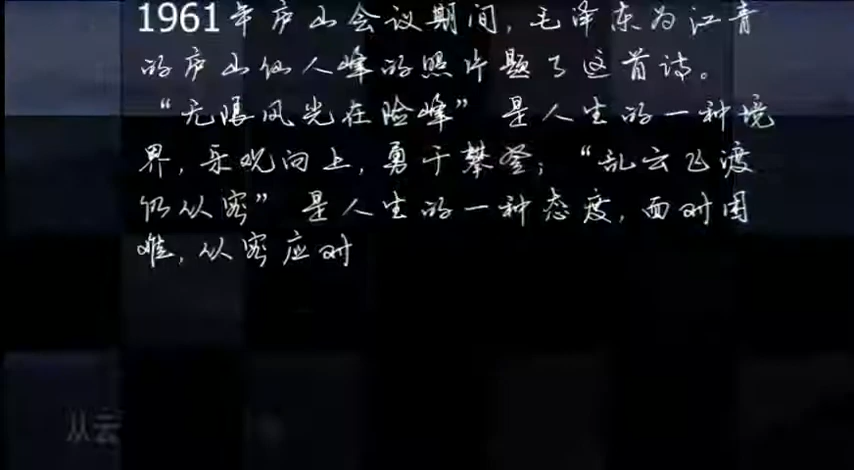 1961年庐山会议期间，毛泽东为江青
的庐山仙人峰的照片题了这首诗。
“无限风光在险峰”是人生的一种境
界，乐观向上，勇于攀登；“乱云飞渡
仍从容”是人生的一种态度，面对困
难，从容应对
从云